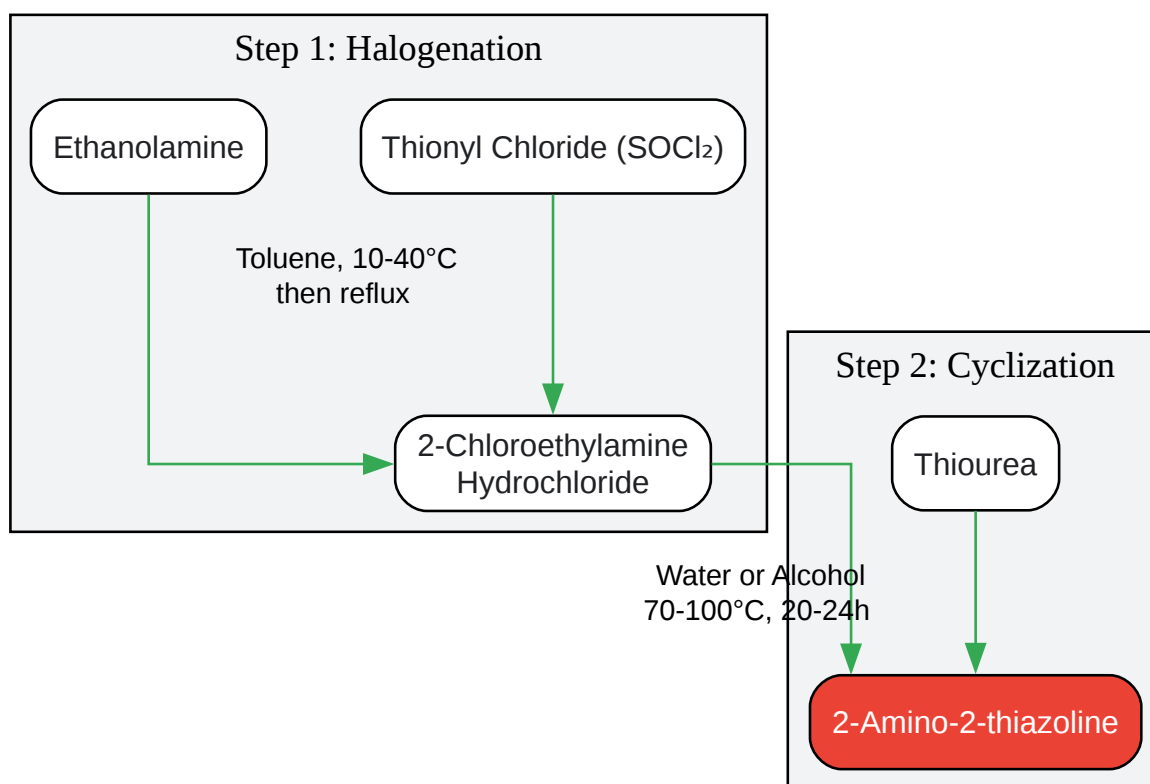 Step 1: Halogenation
Ethanolamine
Thionyl Chloride (SOCl₂)
Toluene, 10-40°C
then reflux
2-Chloroethylamine
Hydrochloride
Step 2: Cyclization
Thiourea
Water or Alcohol
70-100°C, 20-24h
2-Amino-2-thiazoline